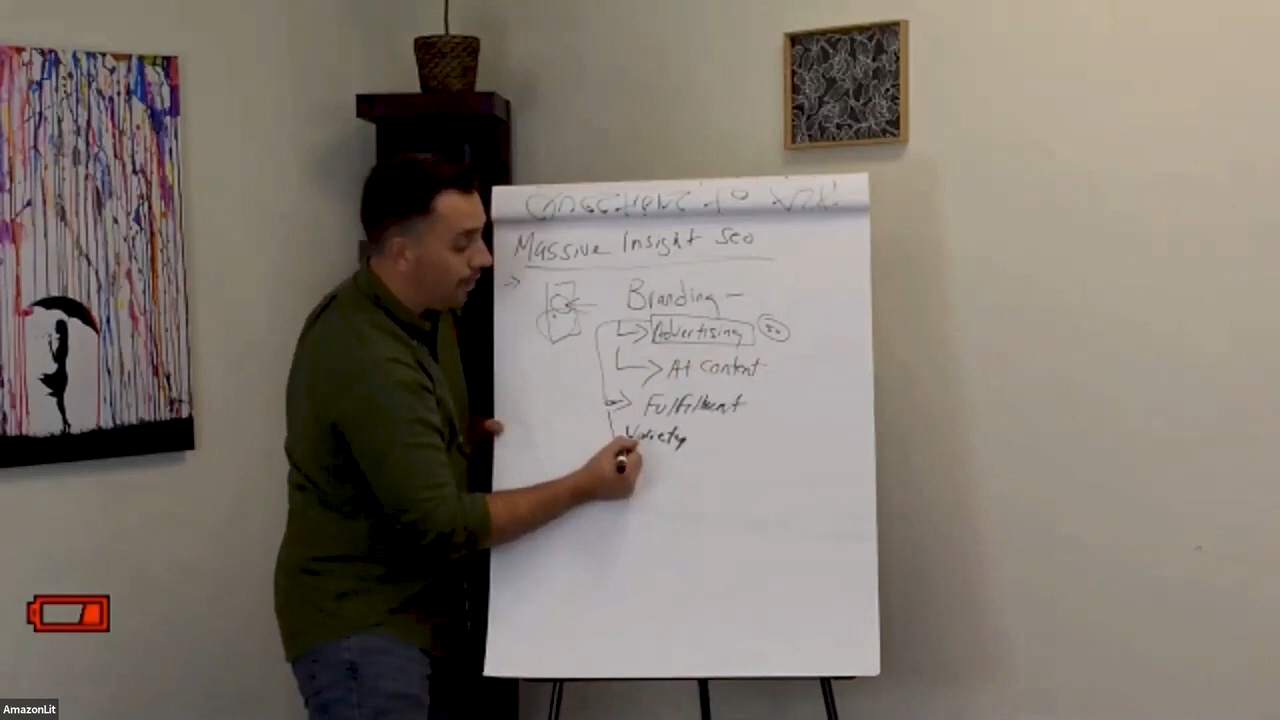 Massive Insight Seo
Branding -
Advertising
A+ Content
Fulfillment
Variety
AmazonLit